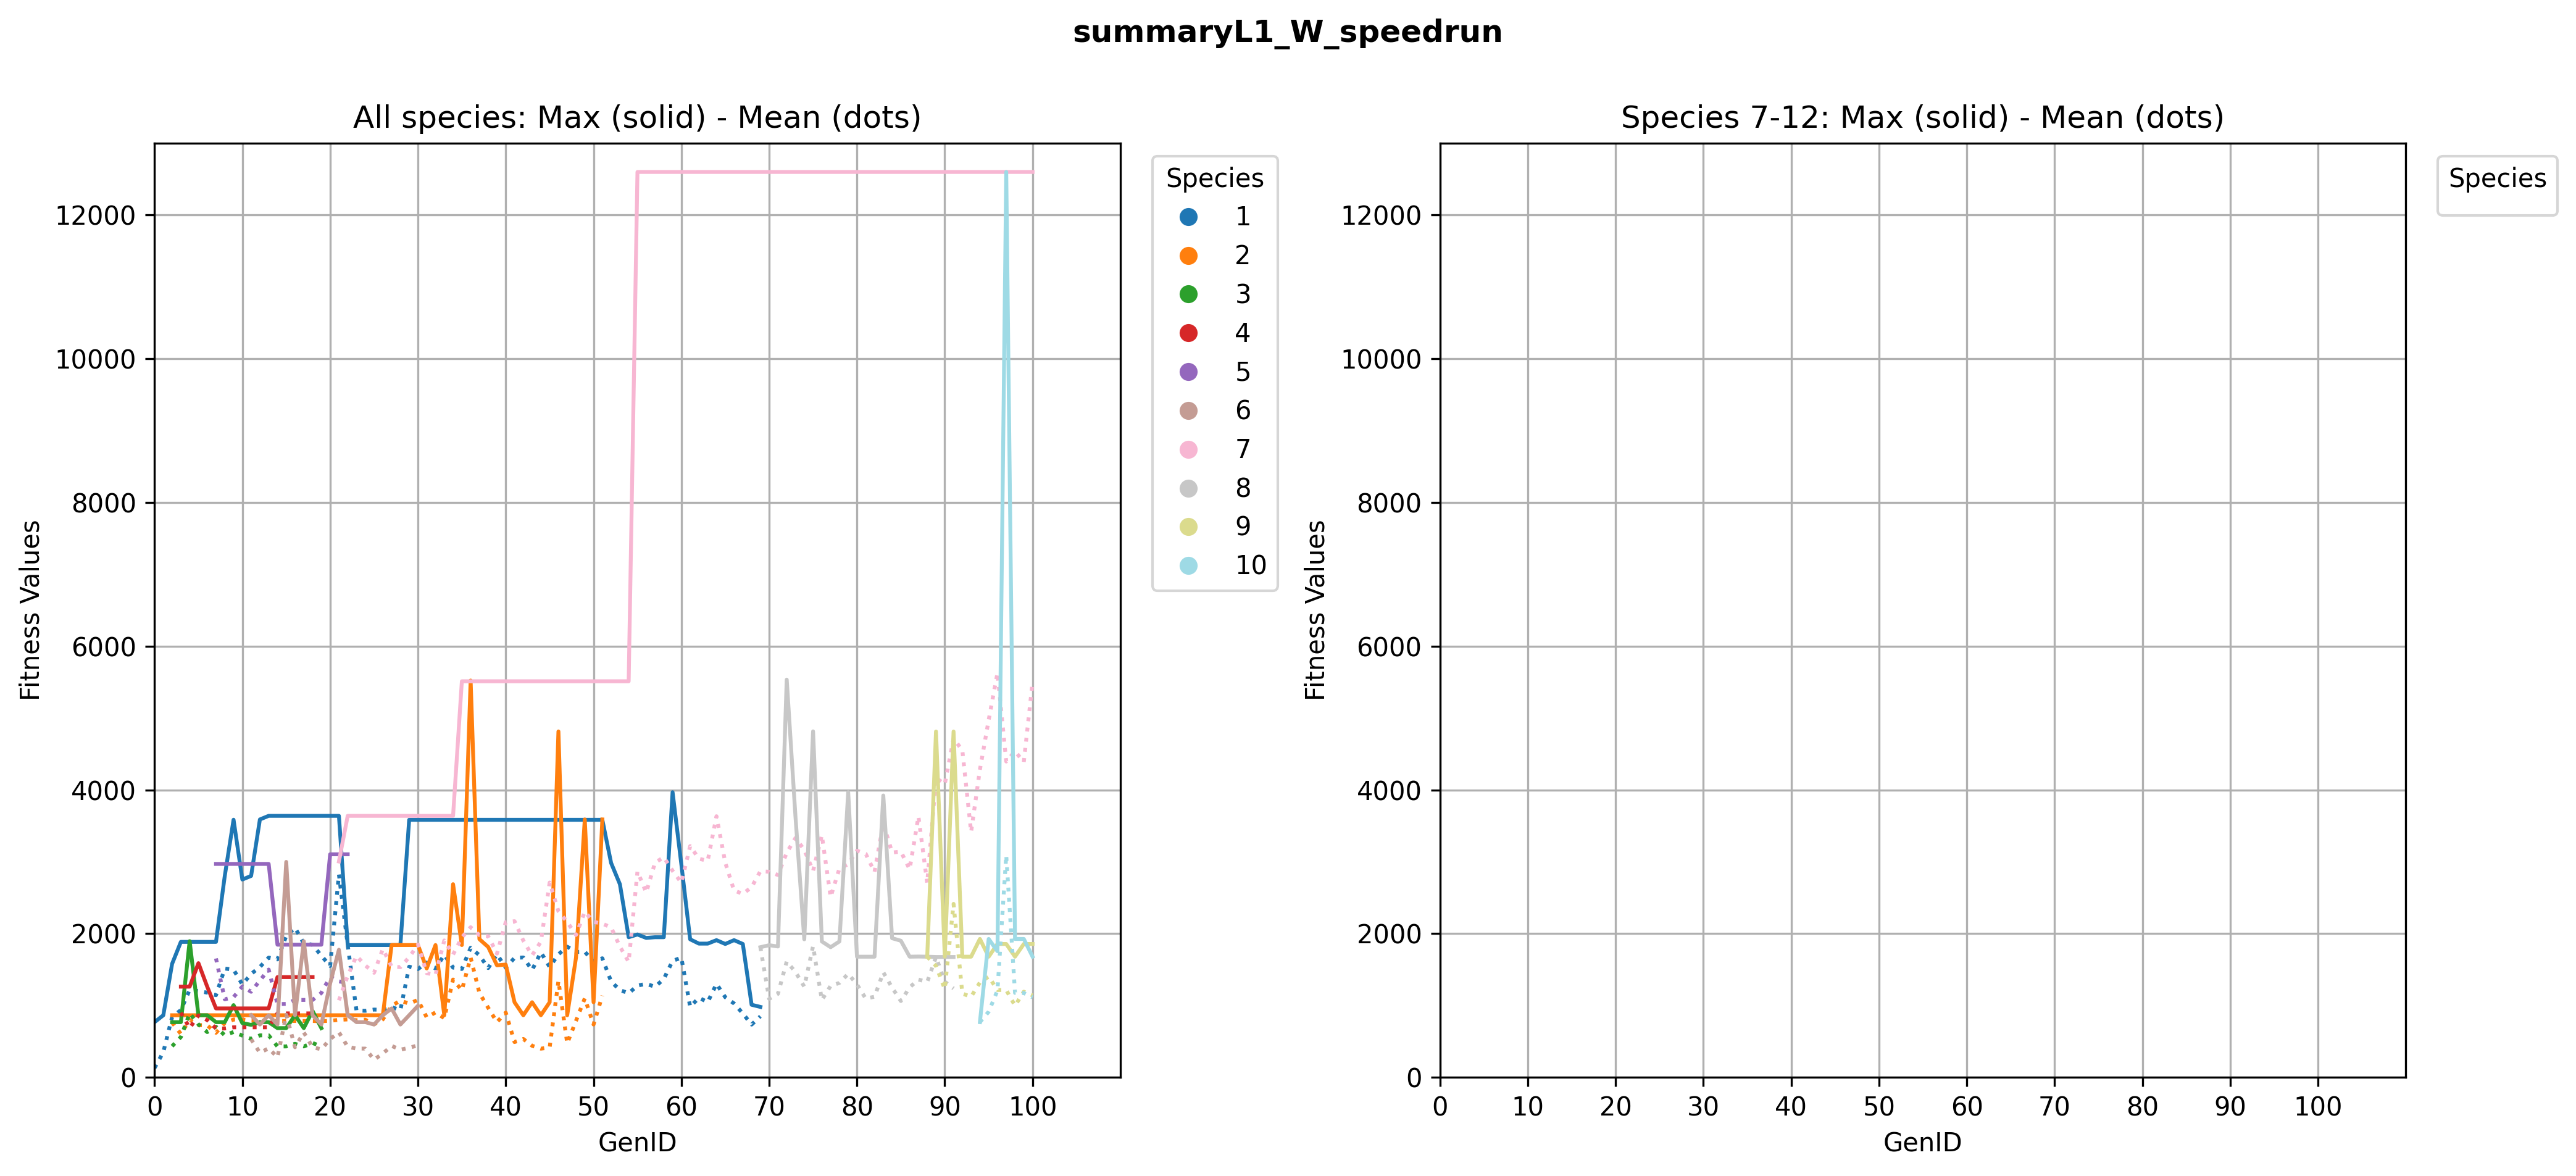 summaryL1_W_speedrun
All species: Max (solid) - Mean (dots)
Fitness Values
12000
10000
8000
6000
4000
2000
0
0 10 20 30 40 50 60 70 80 90 100
GenID
Species
1
2
3
4
5
6
7
8
9
10
Species 7-12: Max (solid) - Mean (dots)
Fitness Values
12000
10000
8000
6000
4000
2000
0
0 10 20 30 40 50 60 70 80 90 100
GenID
Species